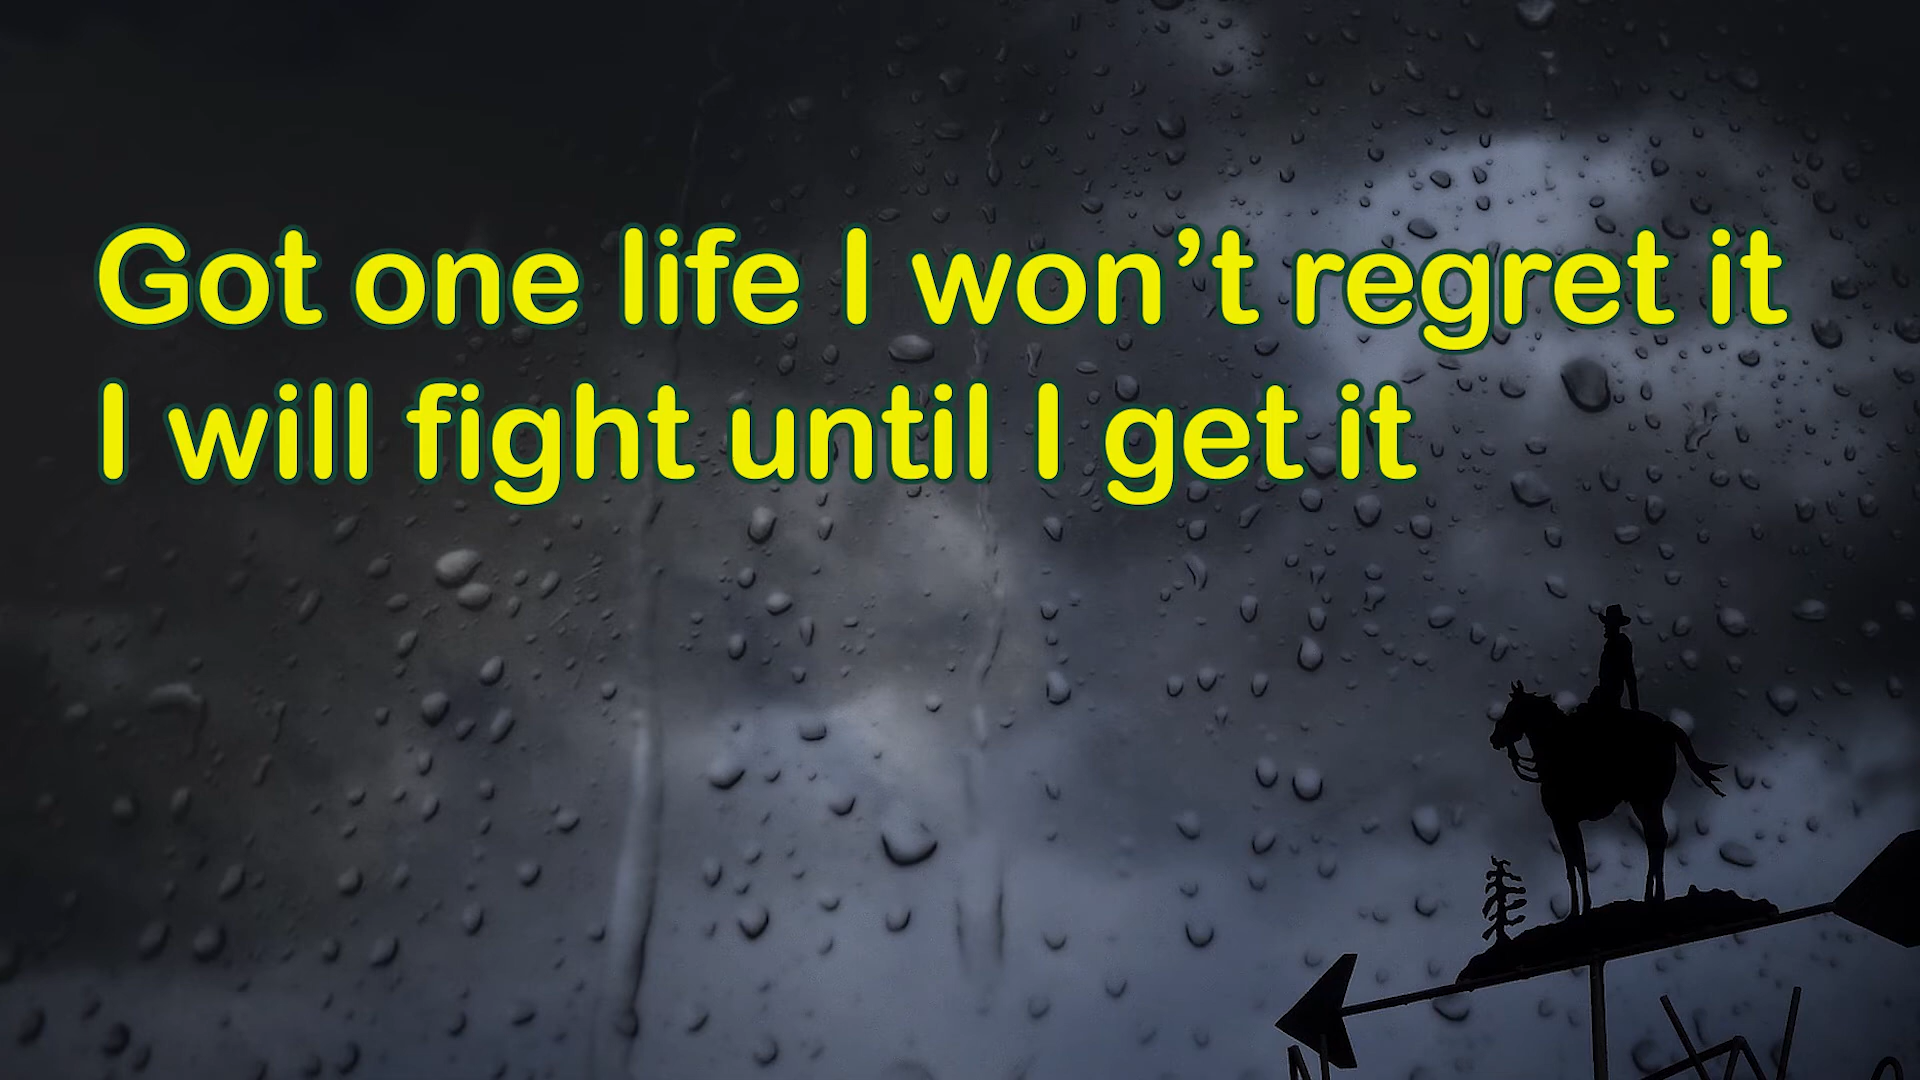 Got one life I won’t regret it
I will fight until I get it
W